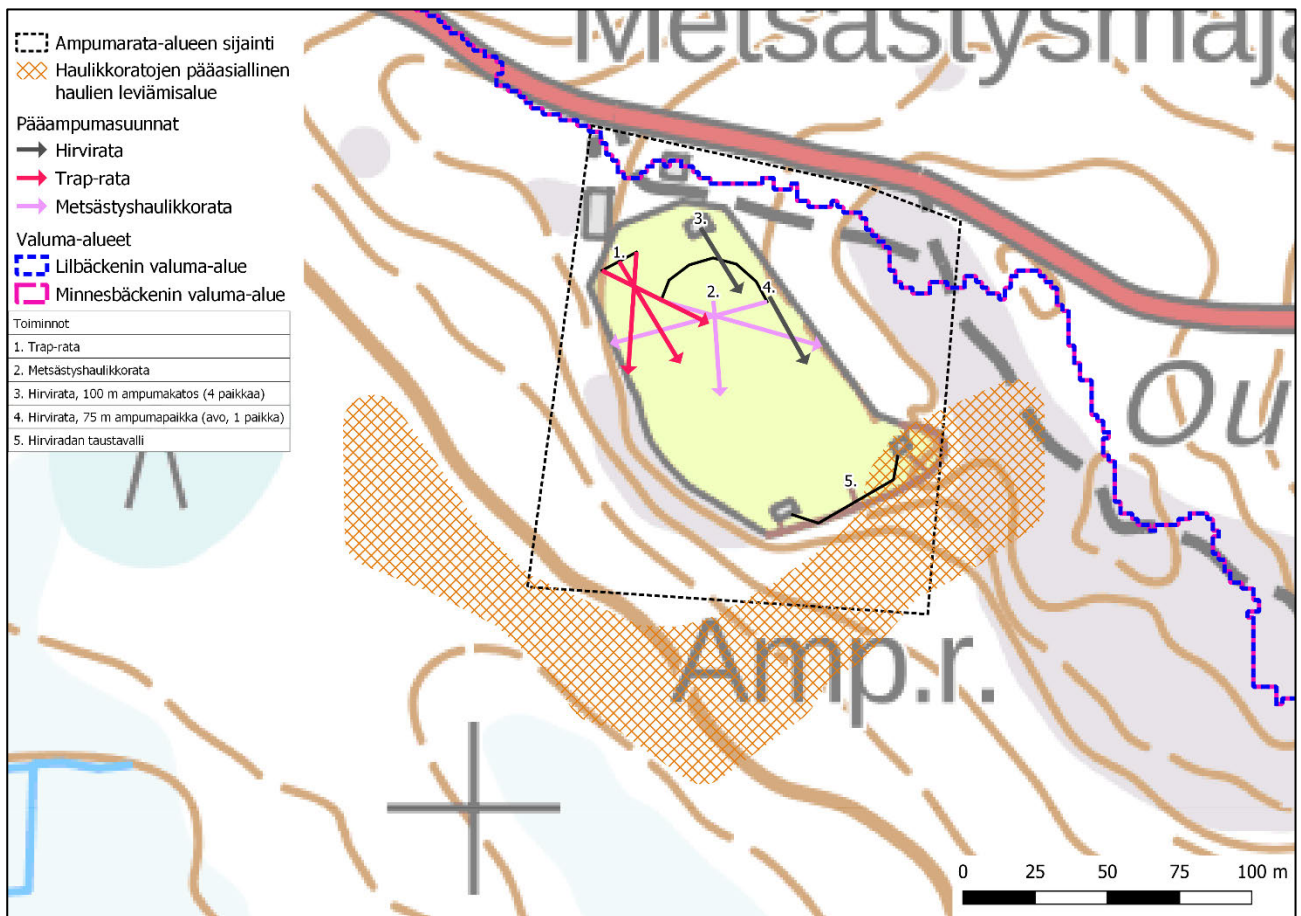 Ampumarata-alueen sijainti
Haulikkoratojen pääasiallinen
haulien leviämisalue
Pääampumasuunnat
Hirvirata
Trap-rata
Metsästyshaulikkorata
Valuma-alueet
Lilbäckenin valuma-alue
Minnesbäckenin valuma-alue
Toiminnot
1. Trap-rata
2. Metsästyshaulikkorata
3. Hirvirata, 100 m ampumakatos (4 paikkaa)
4. Hirvirata, 75 m ampumapaikka (avo, 1 paikka)
5. Hirviradan taustavalli
Metsästysmaja
3.
1.
4.
2.
5.
Ou
Amp.r.
0 25 50 75 100 m